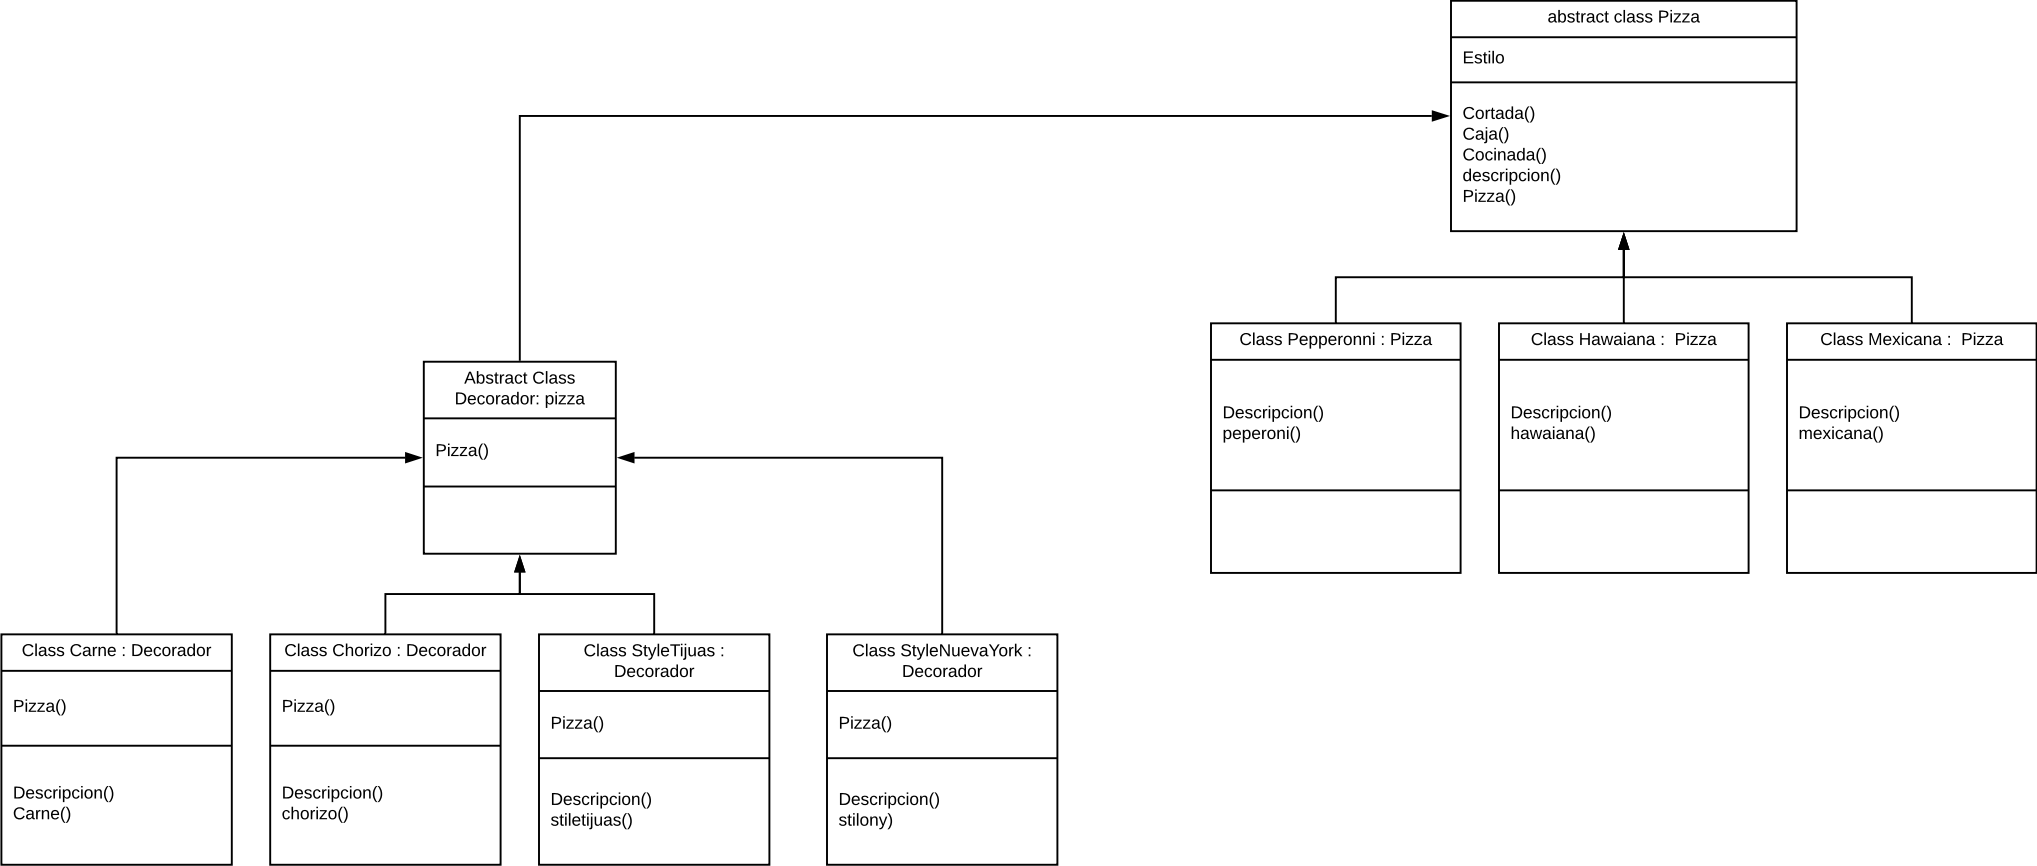 abstract class Pizza
Estilo
Cortada()
Caja()
Cocinada()
descripcion()
Pizza()
Class Pepperonni : Pizza
Descripcion()
peperoni()
Class Hawaiana :  Pizza
Descripcion()
hawaiana()
Class Mexicana :  Pizza
Descripcion()
mexicana()
Abstract Class
Decorador: pizza
Pizza()
Class Carne : Decorador
Pizza()
Descripcion()
Carne()
Class Chorizo : Decorador
Pizza()
Descripcion()
chorizo()
Class StyleTijuas :
Decorador
Pizza()
Descripcion()
stiletijuas()
Class StyleNuevaYork :
Decorador
Pizza()
Descripcion()
stilony)